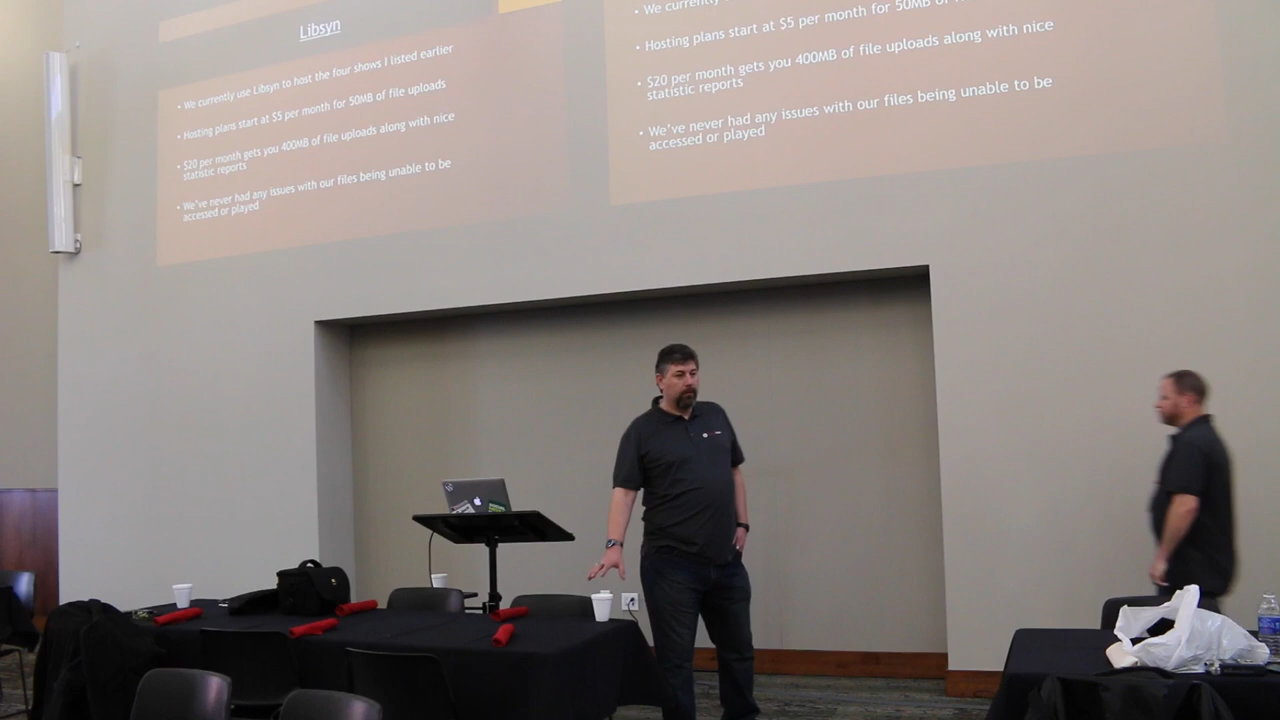 Libsyn
• We currently use Libsyn to host the four shows I listed earlier
• Hosting plans start at $5 per month for 50MB of file uploads
• $20 per month gets you 400MB of file uploads along with nice
statistic reports
• We've never had any issues with our files being unable to be
accessed or played
• We currently
• Hosting plans start at $5 per month for 50MB of
• $20 per month gets you 400MB of file uploads along with nice
statistic reports
• We've never had any issues with our files being unable to be
accessed or played